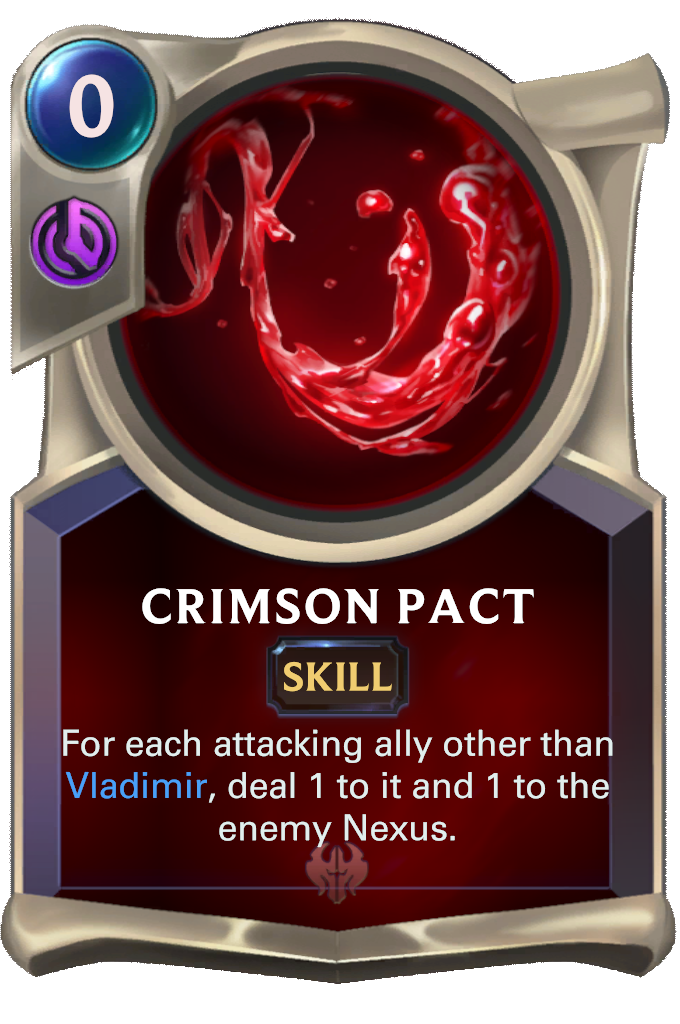 0
CRIMSON PACT
SKILL
For each attacking ally other than
Vladimir, deal 1 to it and 1 to the
enemy Nexus.